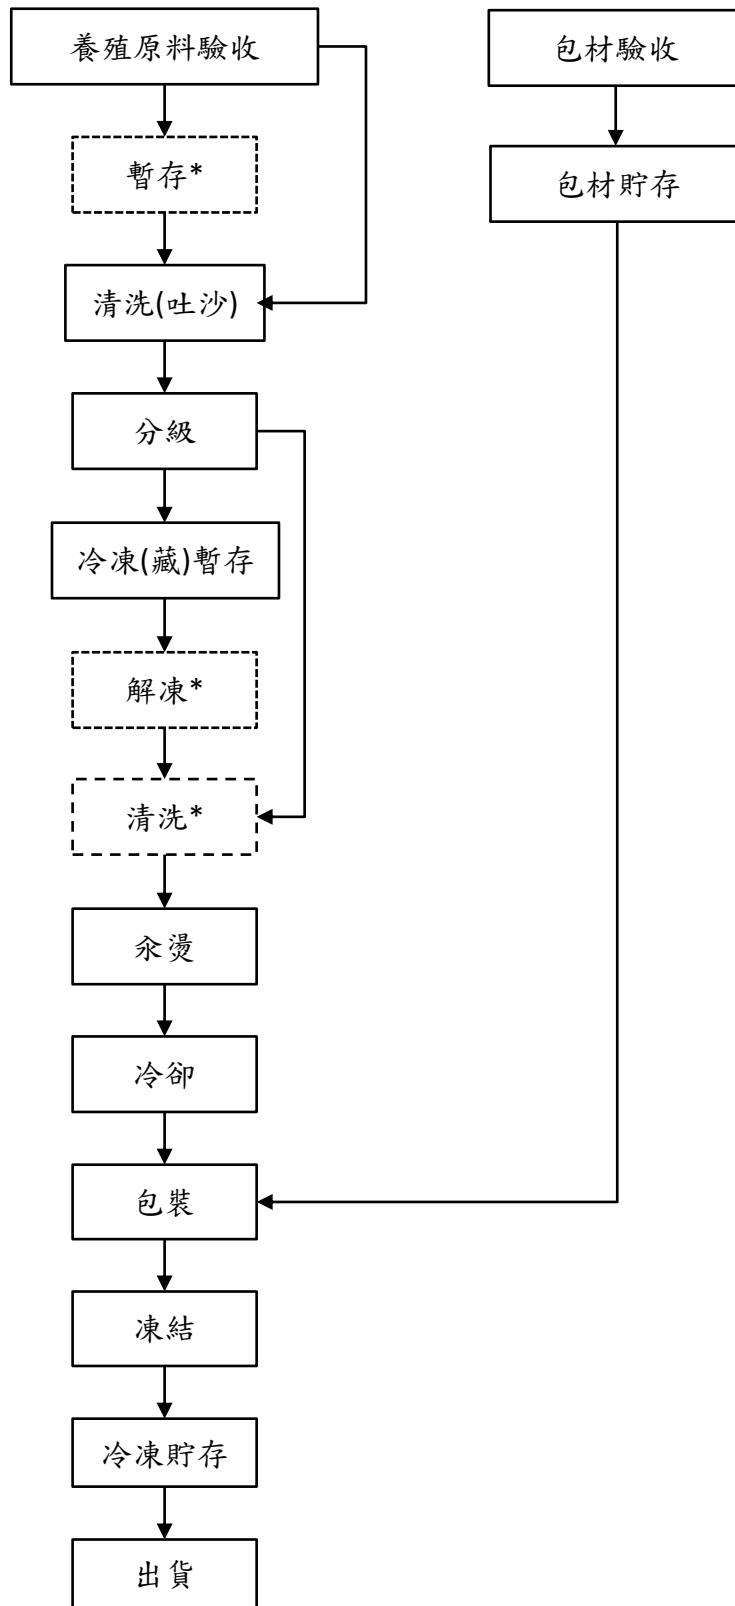 養殖原料驗收
包材驗收
暫存*
包材貯存
清洗(吐沙)
分級
冷凍(藏)暫存
解凍*
清洗*
汆燙
冷卻
包裝
凍結
冷凍貯存
出貨